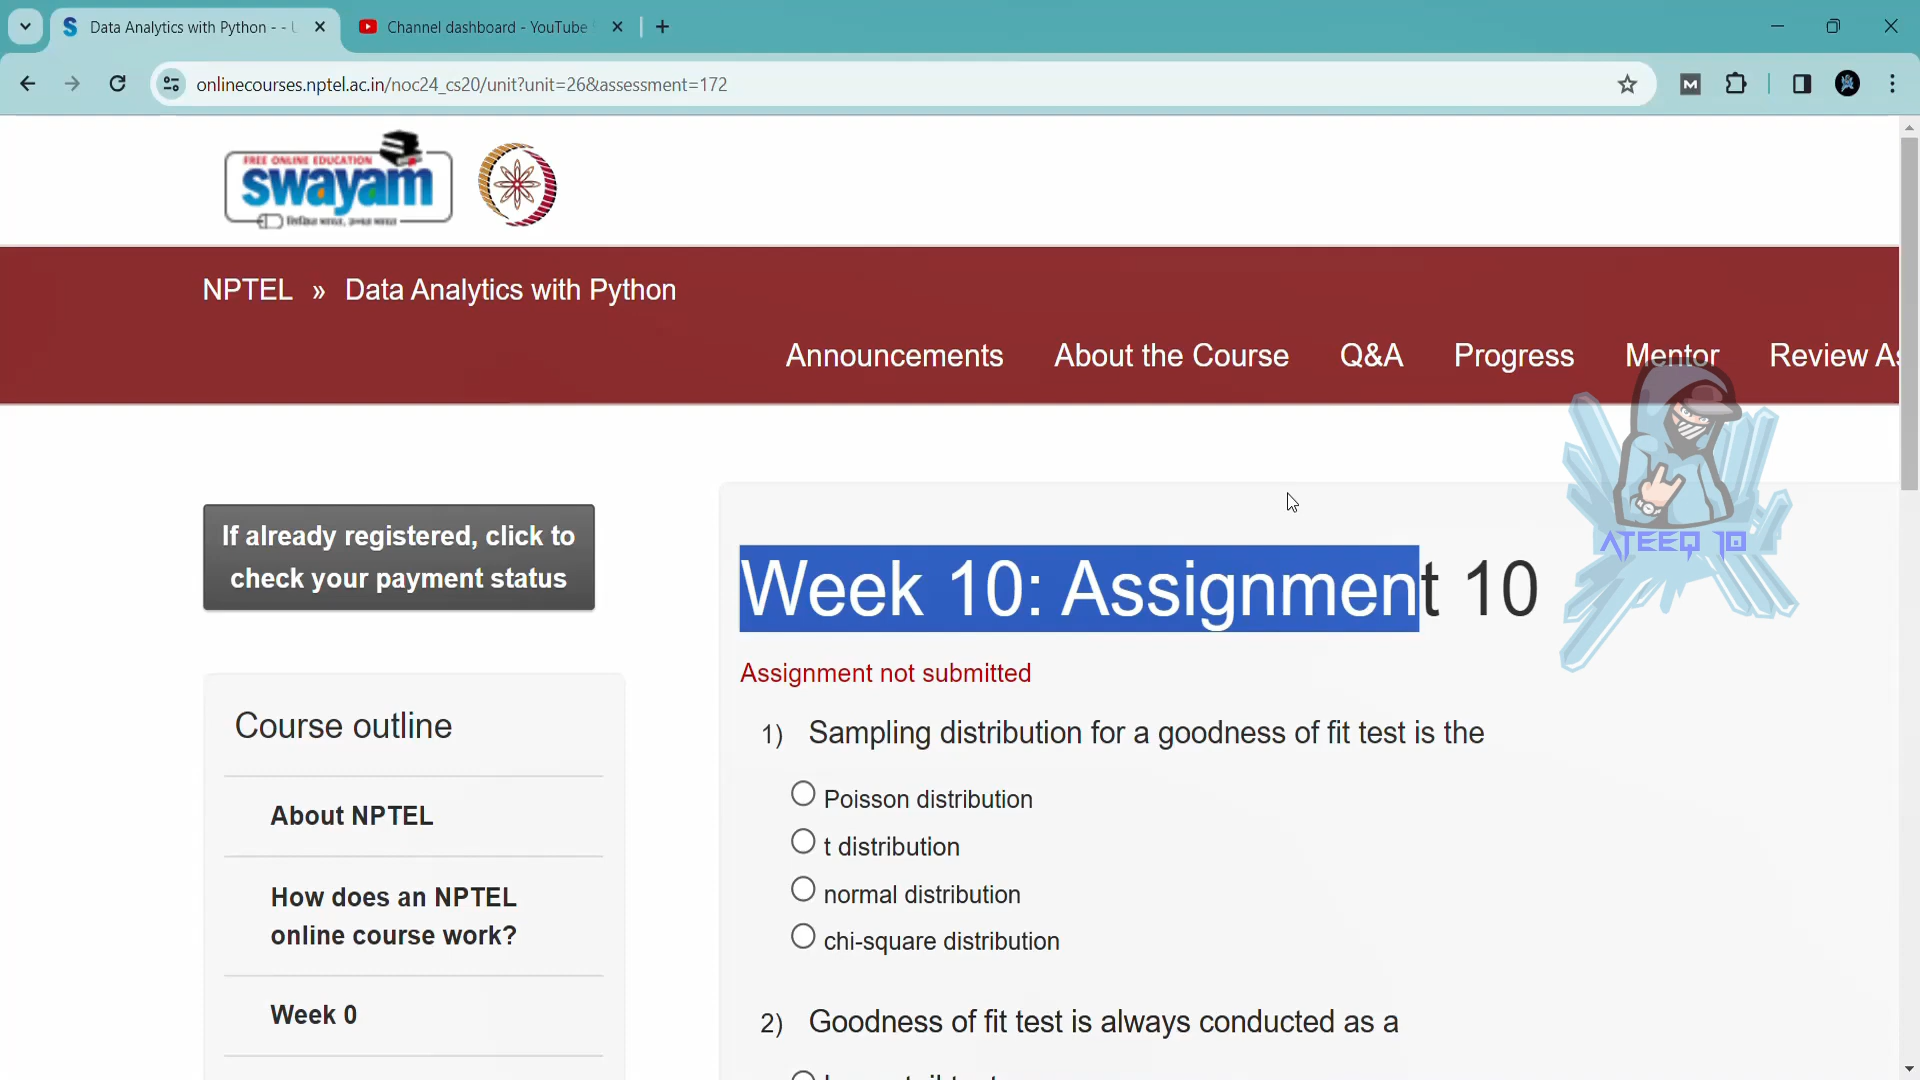 Data Analytics with Python - - U
Channel dashboard - YouTube
onlinecourses.nptel.ac.in/noc24_cs20/unit?unit=26&assessment=172
FREE ONLINE EDUCATION
swayam
NPTEL » Data Analytics with Python
Announcements About the Course Q&A Progress Mentor Review As
If already registered, click to
check your payment status
ATEEQ 10
Week 10: Assignment 10
Assignment not submitted
Course outline
About NPTEL
How does an NPTEL
online course work?
Week 0
1) Sampling distribution for a goodness of fit test is the
Poisson distribution
t distribution
normal distribution
chi-square distribution
2) Goodness of fit test is always conducted as a